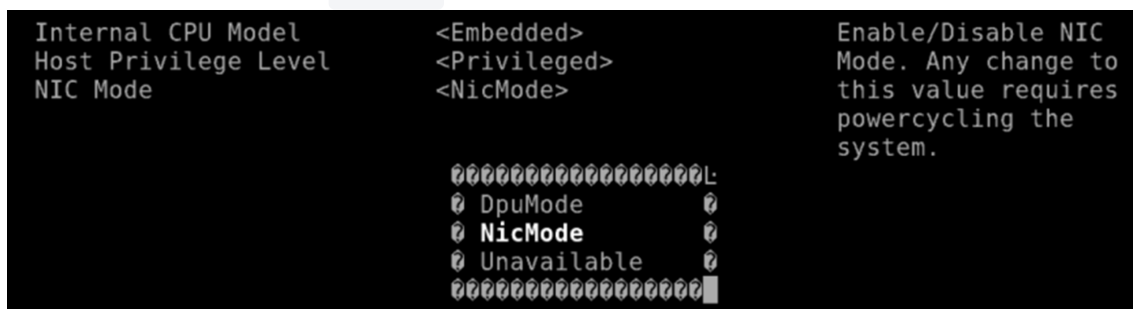 Internal CPU Model <Embedded> Enable/Disable NIC
Host Privilege Level <Privileged> Mode. Any change to
NIC Mode <NicMode> this value requires
powercycling the
system.
�����������������Ŀ
� DpuMode �
� NicMode �
� Unavailable �
�����������������